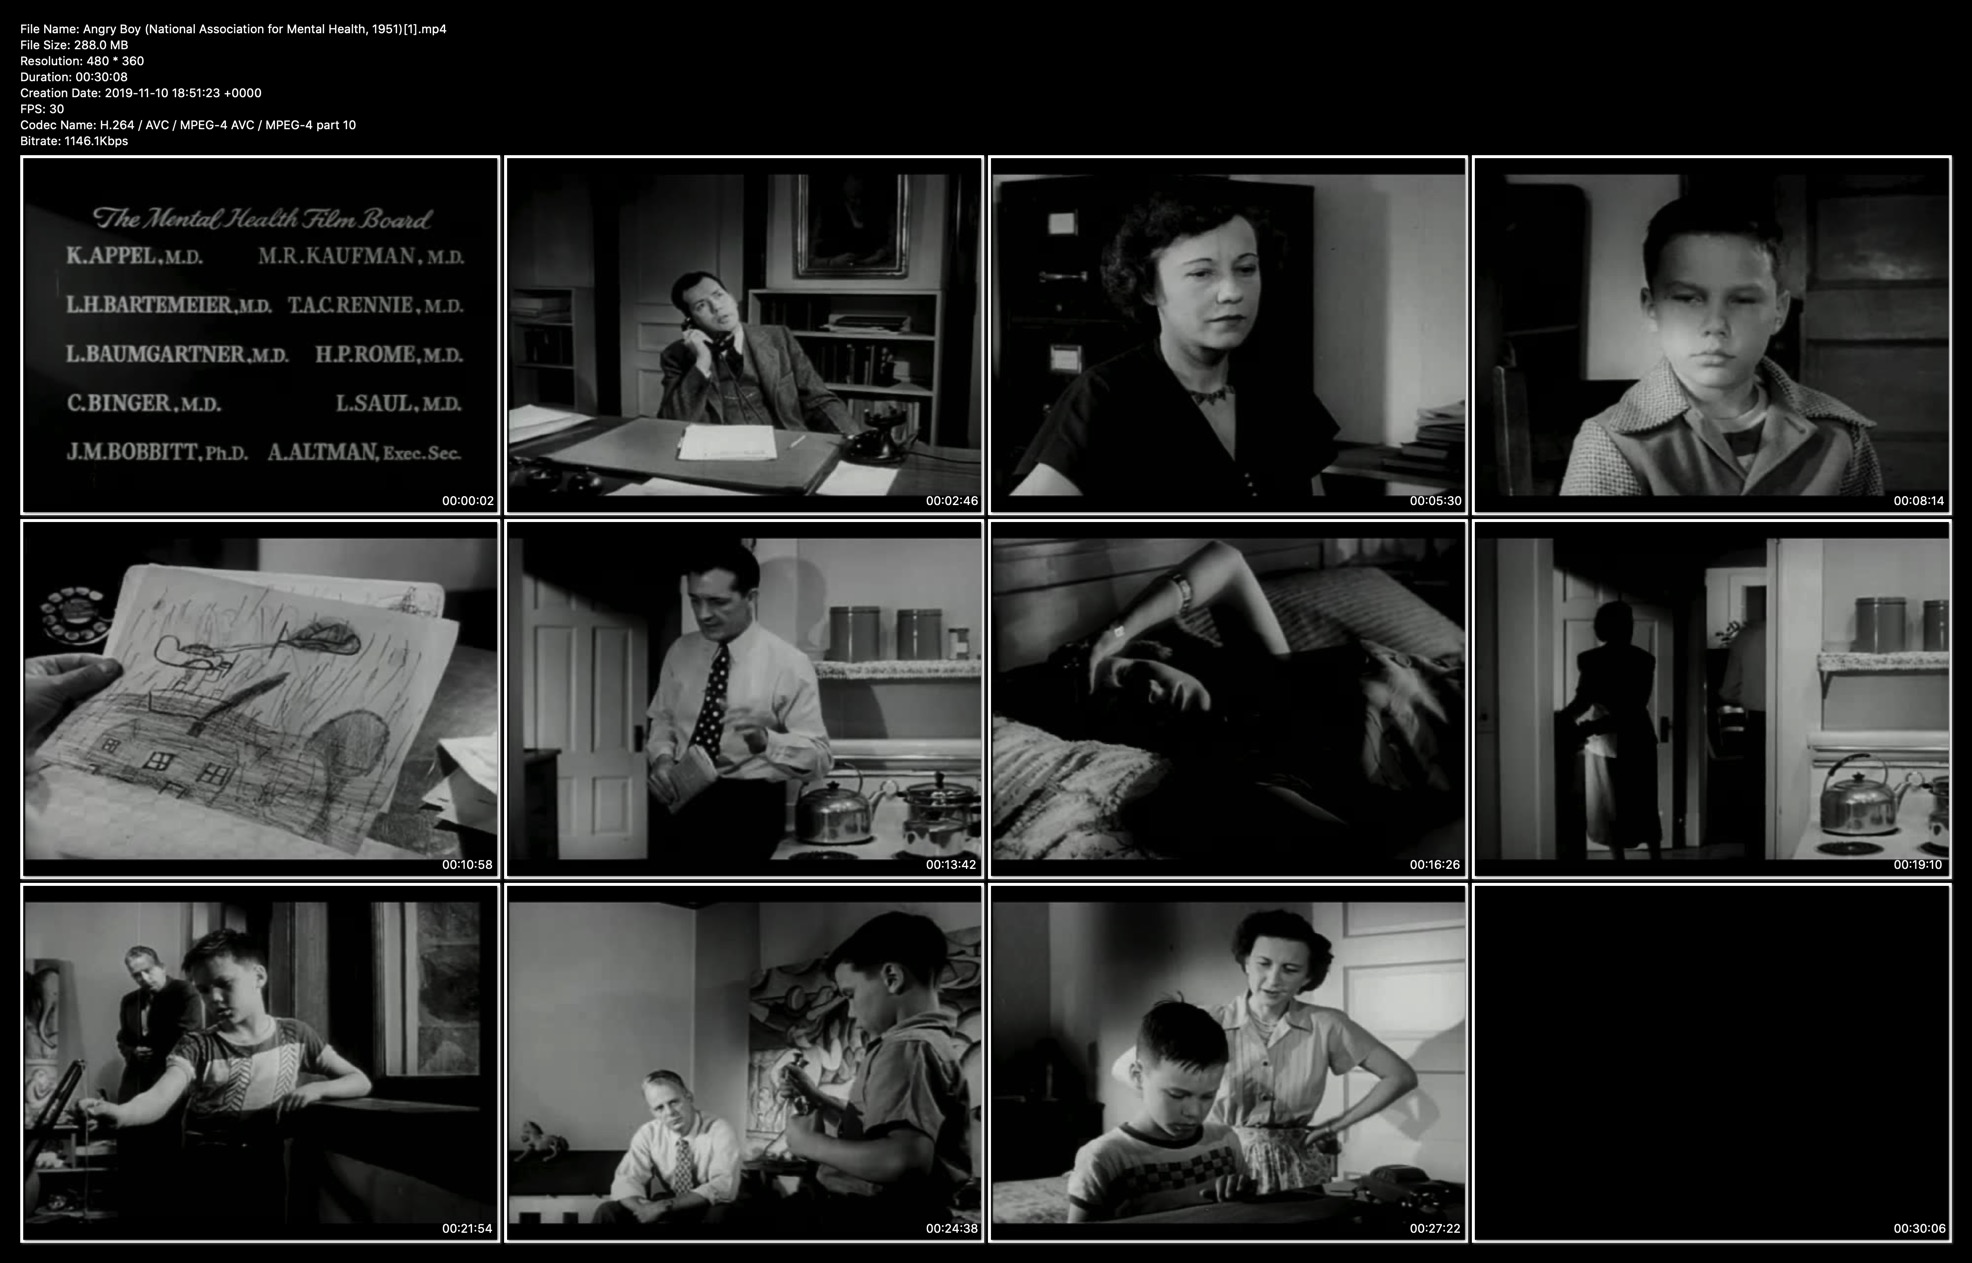 File Name: Angry Boy (National Association for Mental Health, 1951)[1].mp4
File Size: 288.0 MB
Resolution: 480 * 360
Duration: 00:30:08
Creation Date: 2019-11-10 18:51:23 +0000
FPS: 30
Codec Name: H.264 / AVC / MPEG-4 AVC / MPEG-4 part 10
Bitrate: 1146.1Kbps
The Mental Health Film Board
K.APPEL, M.D. M.R.KAUFMAN, M.D.
L.H.BARTEMEIER, M.D. T.A.C.RENNIE, M.D.
L.BAUMGARTNER, M.D. H.P.ROME, M.D.
C.BINGER, M.D. L.SAUL, M.D.
J.M.BOBBITT, Ph.D. A.ALTMAN, Exec. Sec.
00:00:02
00:02:46
00:05:30
00:08:14
00:10:58
00:13:42
00:16:26
00:19:10
00:21:54
00:24:38
00:27:22
00:30:06